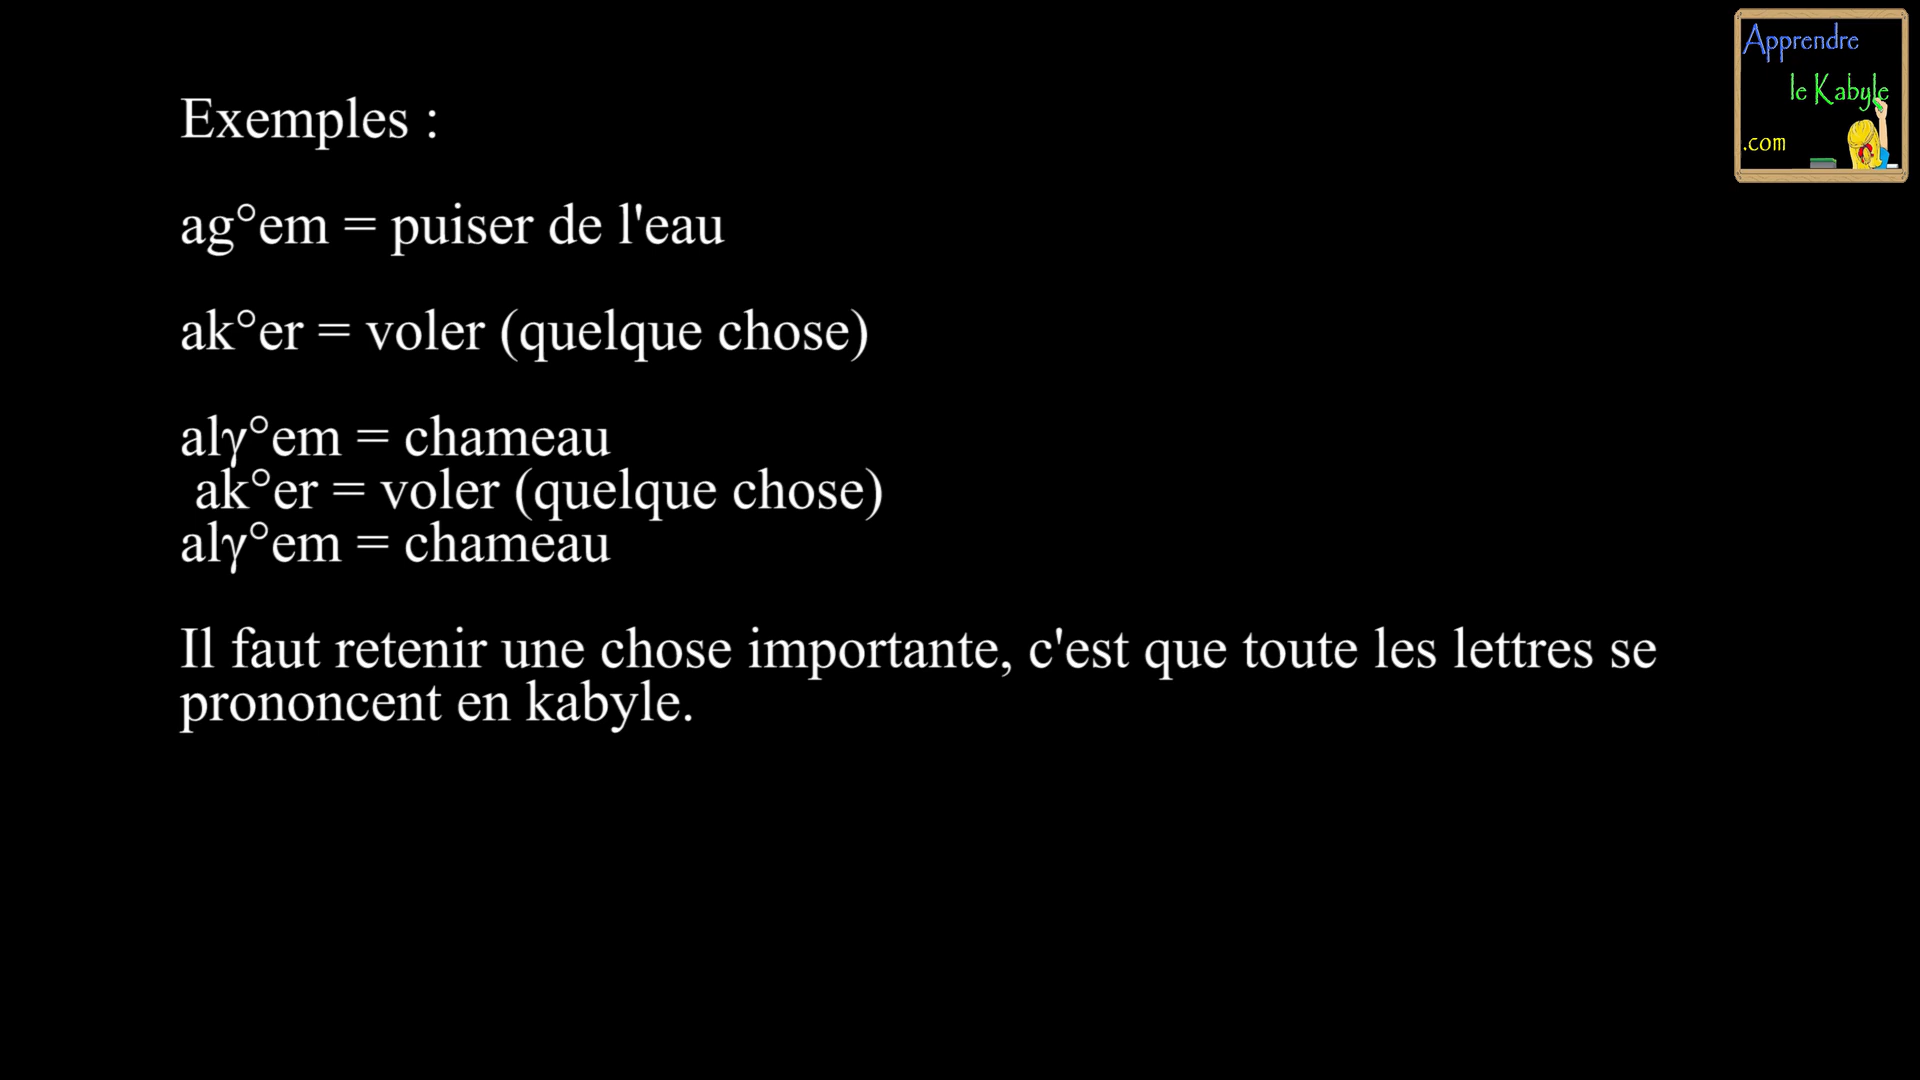 Exemples :
ag°em = puiser de l'eau
ak°er = voler (quelque chose)
alγ°em = chameau
ak°er = voler (quelque chose)
alγ°em = chameau
Il faut retenir une chose importante, c'est que toute les lettres se
prononcent en kabyle.
Apprendre
le Kabyle
.com